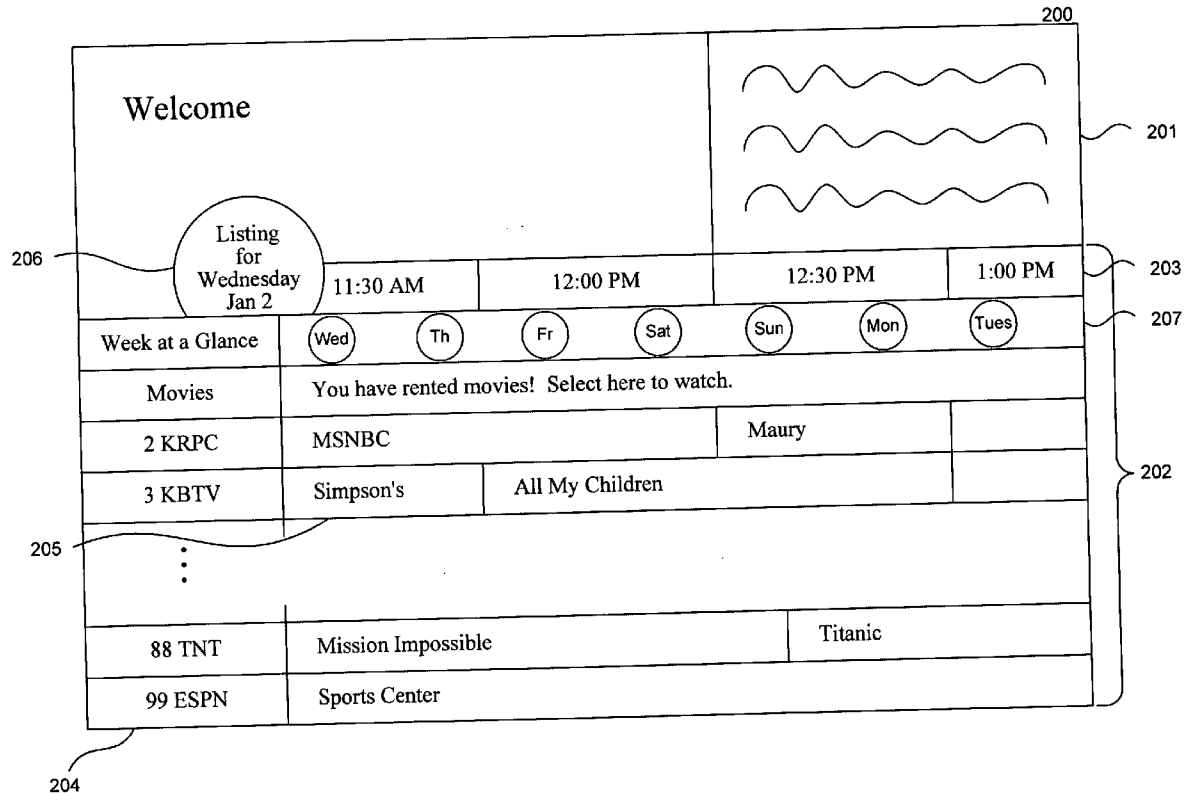 200
Welcome
201
206
Listing
for
Wednesday
Jan 2
11:30 AM 12:00 PM 12:30 PM 1:00 PM
203
Week at a Glance Wed Th Fr Sat Sun Mon Tues
207
Movies You have rented movies! Select here to watch.
2 KRPC MSNBC Maury
3 KBTV Simpson's All My Children
202
205
88 TNT Mission Impossible Titanic
99 ESPN Sports Center
204